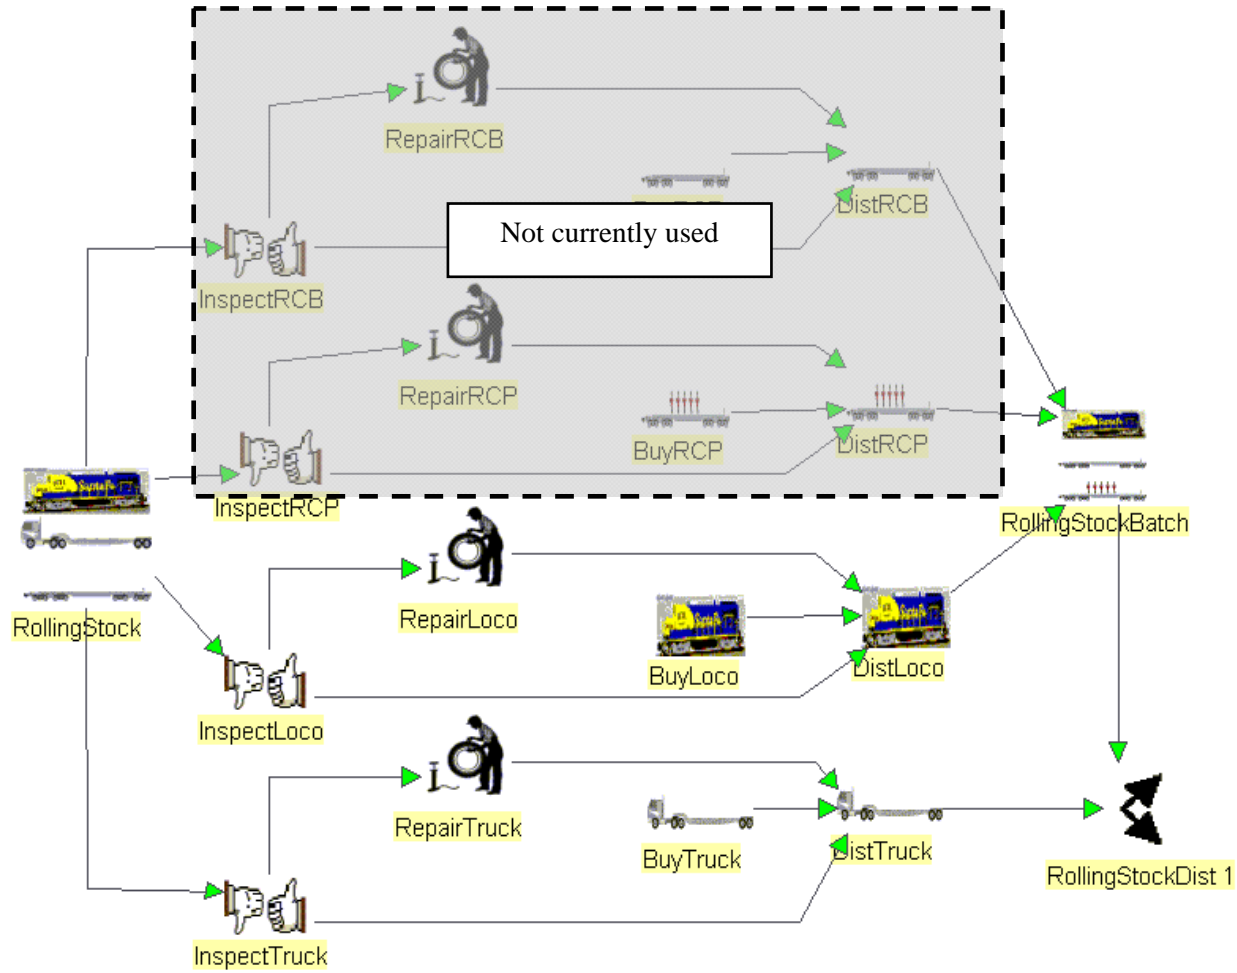 RepairRCB
DistRCB
Not currently used
InspectRCB
RepairRCP
BuyRCP
DistRCP
InspectRCP
RollingStockBatch
RollingStock
RepairLoco
BuyLoco
DistLoco
InspectLoco
RepairTruck
BuyTruck
DistTruck
RollingStockDist 1
InspectTruck